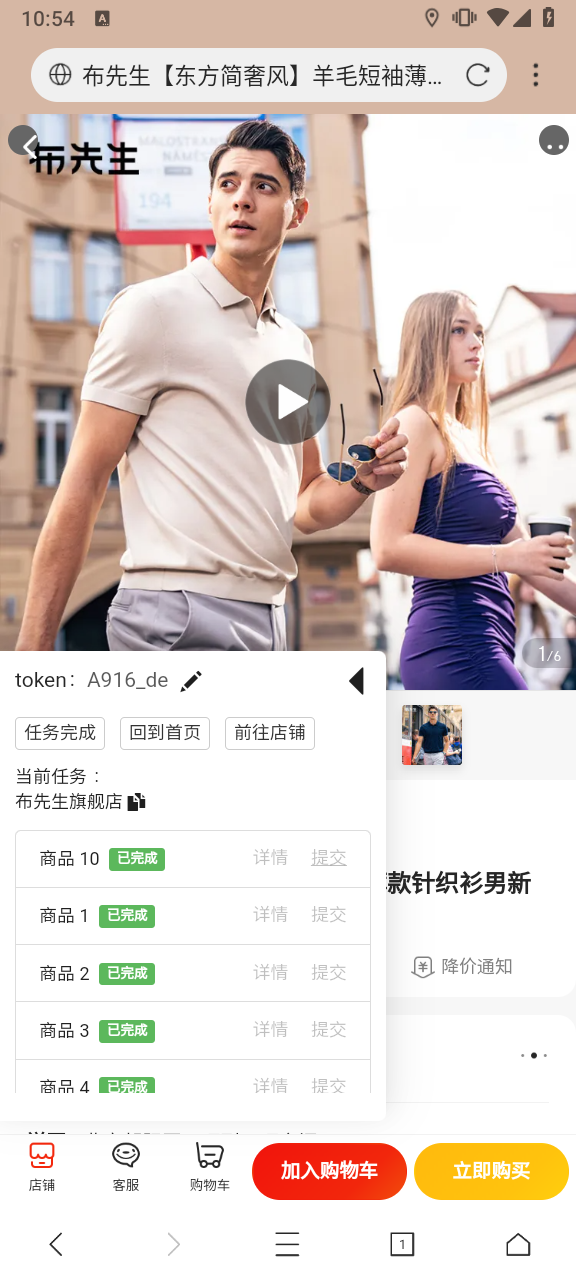 10:54
A
布先生【东方简奢风】羊毛短袖薄...
MALOSTRANS
NÁMĚS
194
布先生
1/6
token: A916_de
任务完成 回到首页 前往店铺
当前任务：
布先生旗舰店
商品 10 已完成 详情 提交
商品 1 已完成 详情 提交
商品 2 已完成 详情 提交
商品 3 已完成 详情 提交
商品 4 已完成 详情 提交
款针织衫男新
降价通知
店铺 客服 购物车 加入购物车 立即购买
1